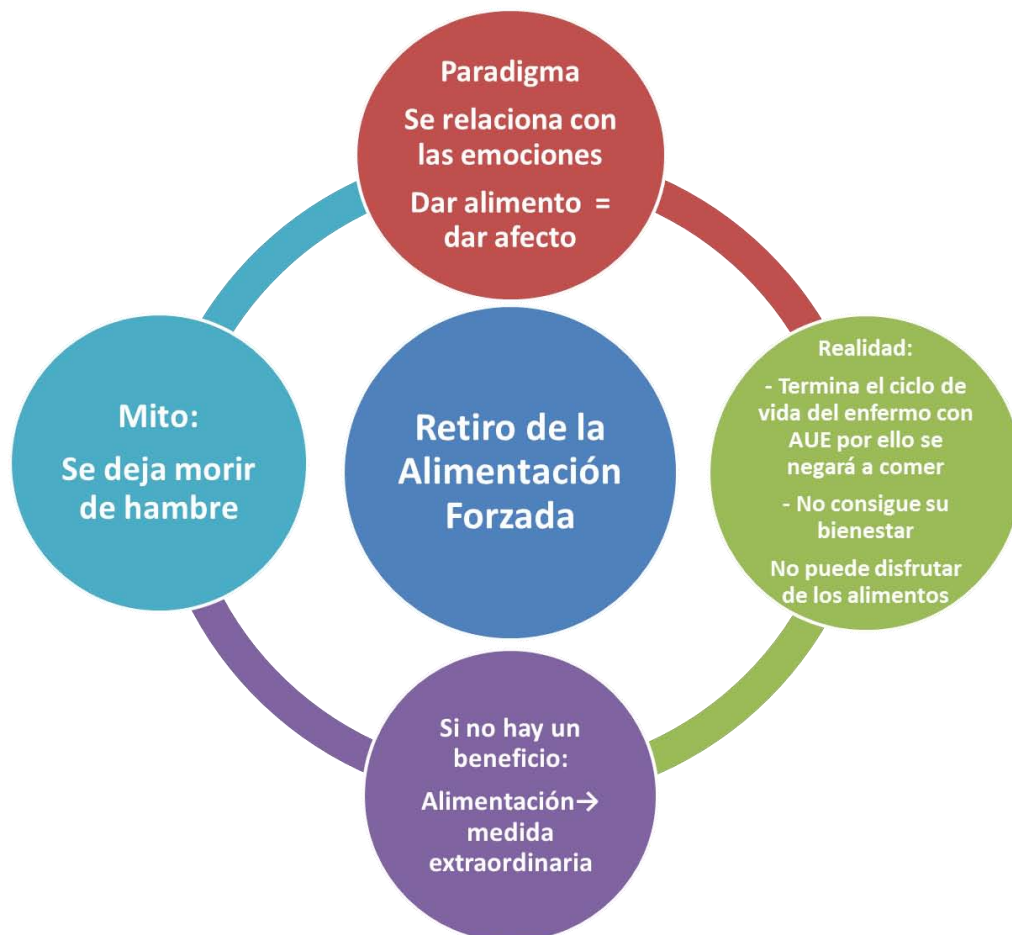 Paradigma
Se relaciona con
las emociones
Dar alimento =
dar afecto
Mito:
Se deja morir
de hambre
Retiro de la
Alimentación
Forzada
Realidad:
- Termina el ciclo de
vida del enfermo con
AUE por ello se
negará a comer
- No consigue su
bienestar
No puede disfrutar
de los alimentos
Si no hay un
beneficio:
Alimentación→
medida
extraordinaria